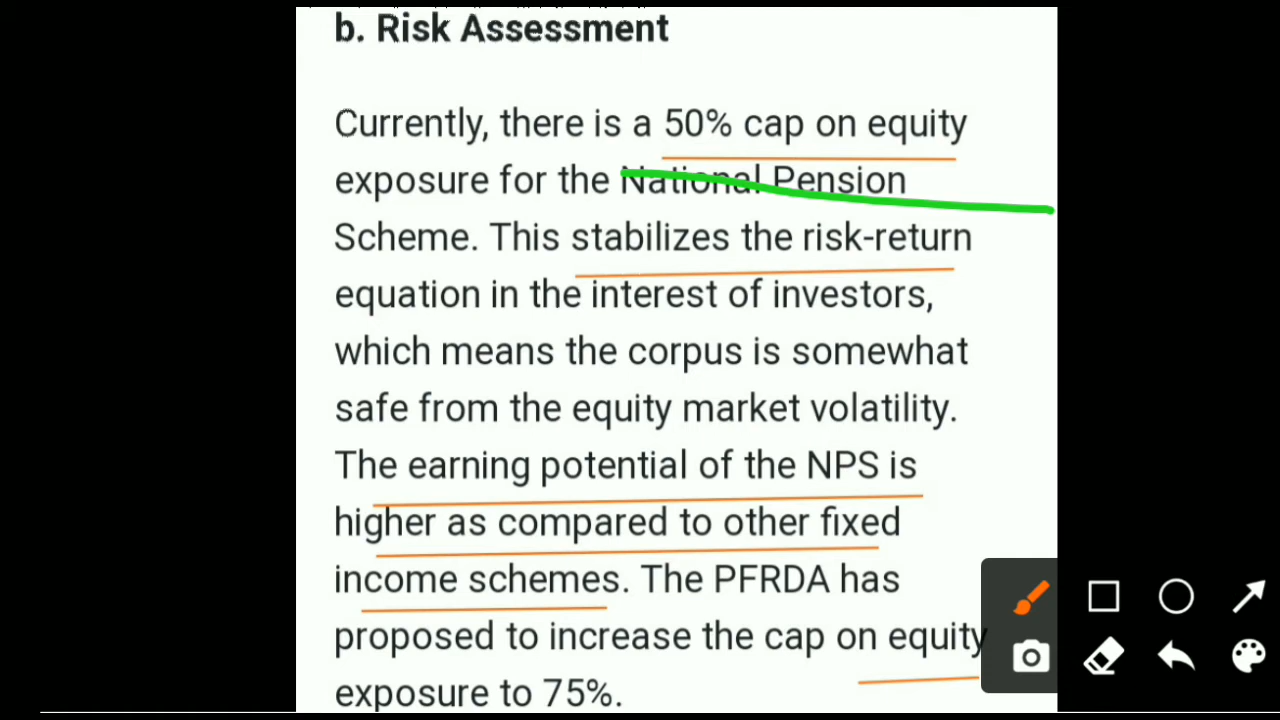 b. Risk Assessment
Currently, there is a 50% cap on equity
exposure for the National Pension
Scheme. This stabilizes the risk-return
equation in the interest of investors,
which means the corpus is somewhat
safe from the equity market volatility.
The earning potential of the NPS is
higher as compared to other fixed
income schemes. The PFRDA has
proposed to increase the cap on equity
exposure to 75%.